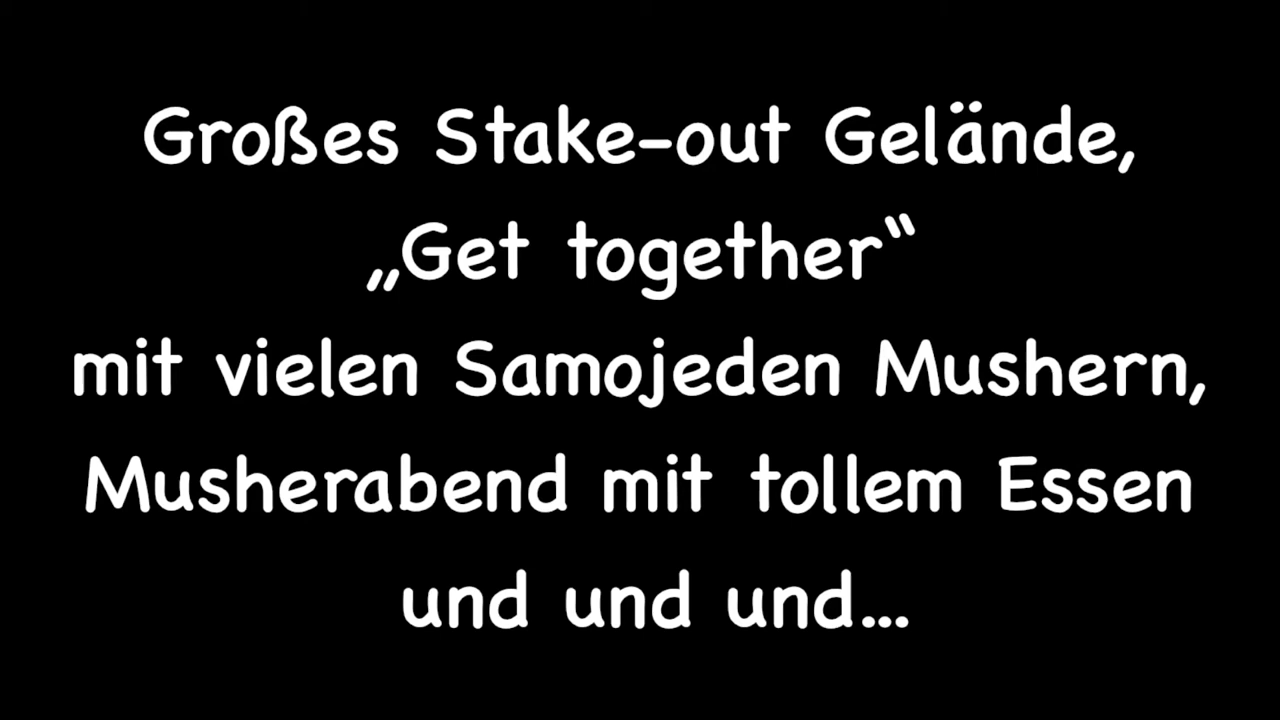 Großes Stake-out Gelände,
„Get together“
mit vielen Samojeden Mushern,
Musherabend mit tollem Essen
und und und...